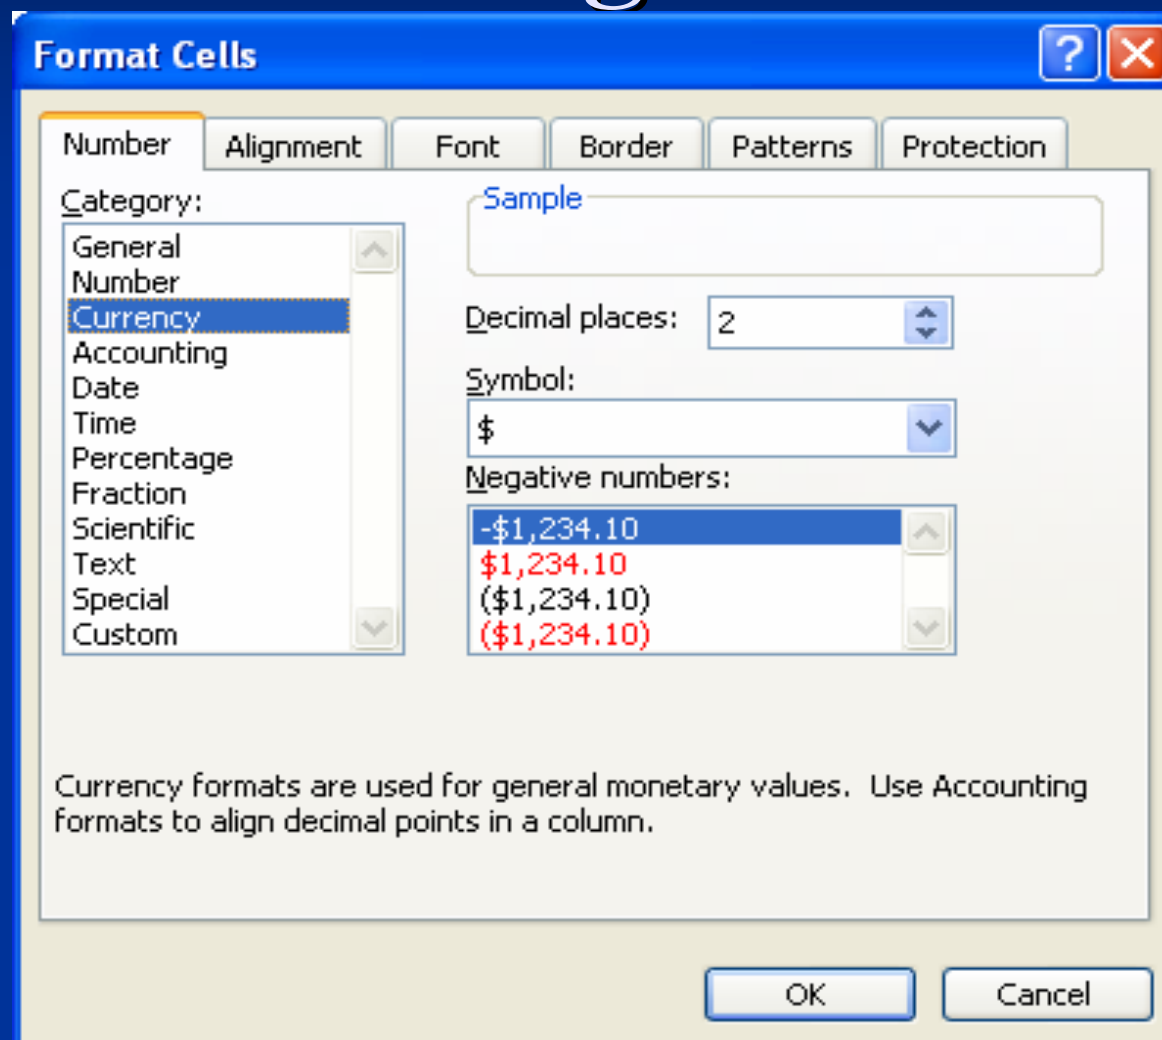 Format Cells
Number Alignment Font Border Patterns Protection
Category:
General
Number
Currency
Accounting
Date
Time
Percentage
Fraction
Scientific
Text
Special
Custom
Sample
Decimal places: 2
Symbol:
$
Negative numbers:
-$1,234.10
$1,234.10
($1,234.10)
($1,234.10)
Currency formats are used for general monetary values. Use Accounting
formats to align decimal points in a column.
OK Cancel